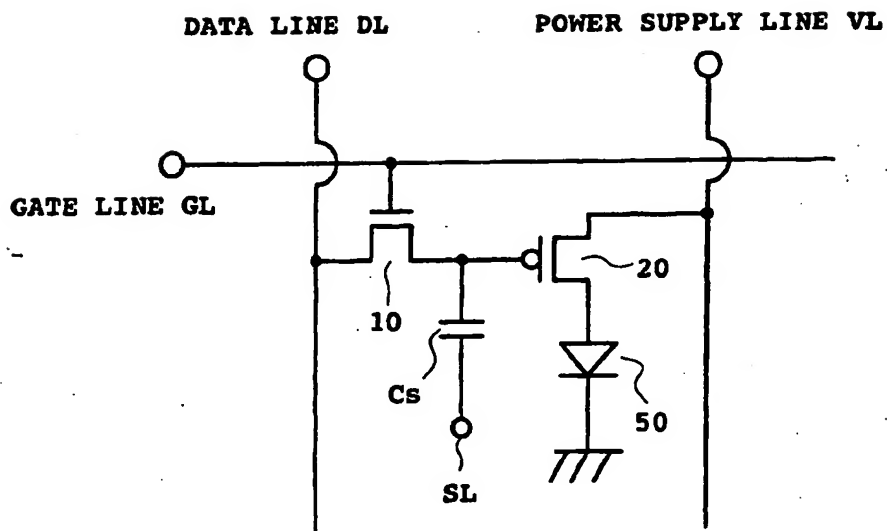 DATA LINE DL
POWER SUPPLY LINE VL
GATE LINE GL
10
20
Cs
50
SL